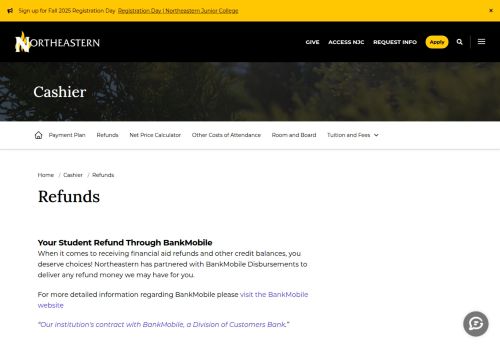 Sign up for Fall 2025 Registration Day Registration Day | Northeastern Junior College ×
NORTHEASTERN GIVE ACCESS NJC REQUEST INFO Apply
Cashier
Payment Plan Refunds Net Price Calculator Other Costs of Attendance Room and Board Tuition and Fees
Home / Cashier / Refunds
Refunds
Your Student Refund Through BankMobile
When it comes to receiving financial aid refunds and other credit balances, you
deserve choices! Northeastern has partnered with BankMobile Disbursements to
deliver any refund money we may have for you.
For more detailed information regarding BankMobile please visit the BankMobile
website
“Our institution's contract with BankMobile, a Division of Customers Bank.”